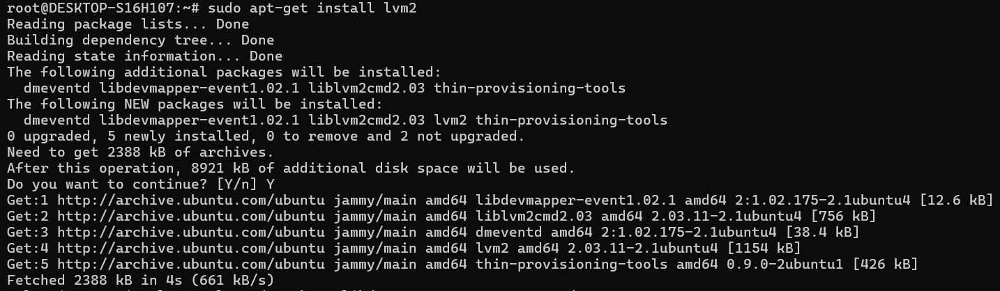 root@DESKTOP-S16H107:~# sudo apt-get install lvm2
Reading package lists... Done
Building dependency tree... Done
Reading state information... Done
The following additional packages will be installed:
  dmeventd libdevmapper-event1.02.1 liblvm2cmd2.03 thin-provisioning-tools
The following NEW packages will be installed:
  dmeventd libdevmapper-event1.02.1 liblvm2cmd2.03 lvm2 thin-provisioning-tools
0 upgraded, 5 newly installed, 0 to remove and 2 not upgraded.
Need to get 2388 kB of archives.
After this operation, 8921 kB of additional disk space will be used.
Do you want to continue? [Y/n] Y
Get:1 http://archive.ubuntu.com/ubuntu jammy/main amd64 libdevmapper-event1.02.1 amd64 2:1.02.175-2.1ubuntu4 [12.6 kB]
Get:2 http://archive.ubuntu.com/ubuntu jammy/main amd64 liblvm2cmd2.03 amd64 2.03.11-2.1ubuntu4 [756 kB]
Get:3 http://archive.ubuntu.com/ubuntu jammy/main amd64 dmeventd amd64 2:1.02.175-2.1ubuntu4 [38.4 kB]
Get:4 http://archive.ubuntu.com/ubuntu jammy/main amd64 lvm2 amd64 2.03.11-2.1ubuntu4 [1154 kB]
Get:5 http://archive.ubuntu.com/ubuntu jammy/main amd64 thin-provisioning-tools amd64 0.9.0-2ubuntu1 [426 kB]
Fetched 2388 kB in 4s (661 kB/s)